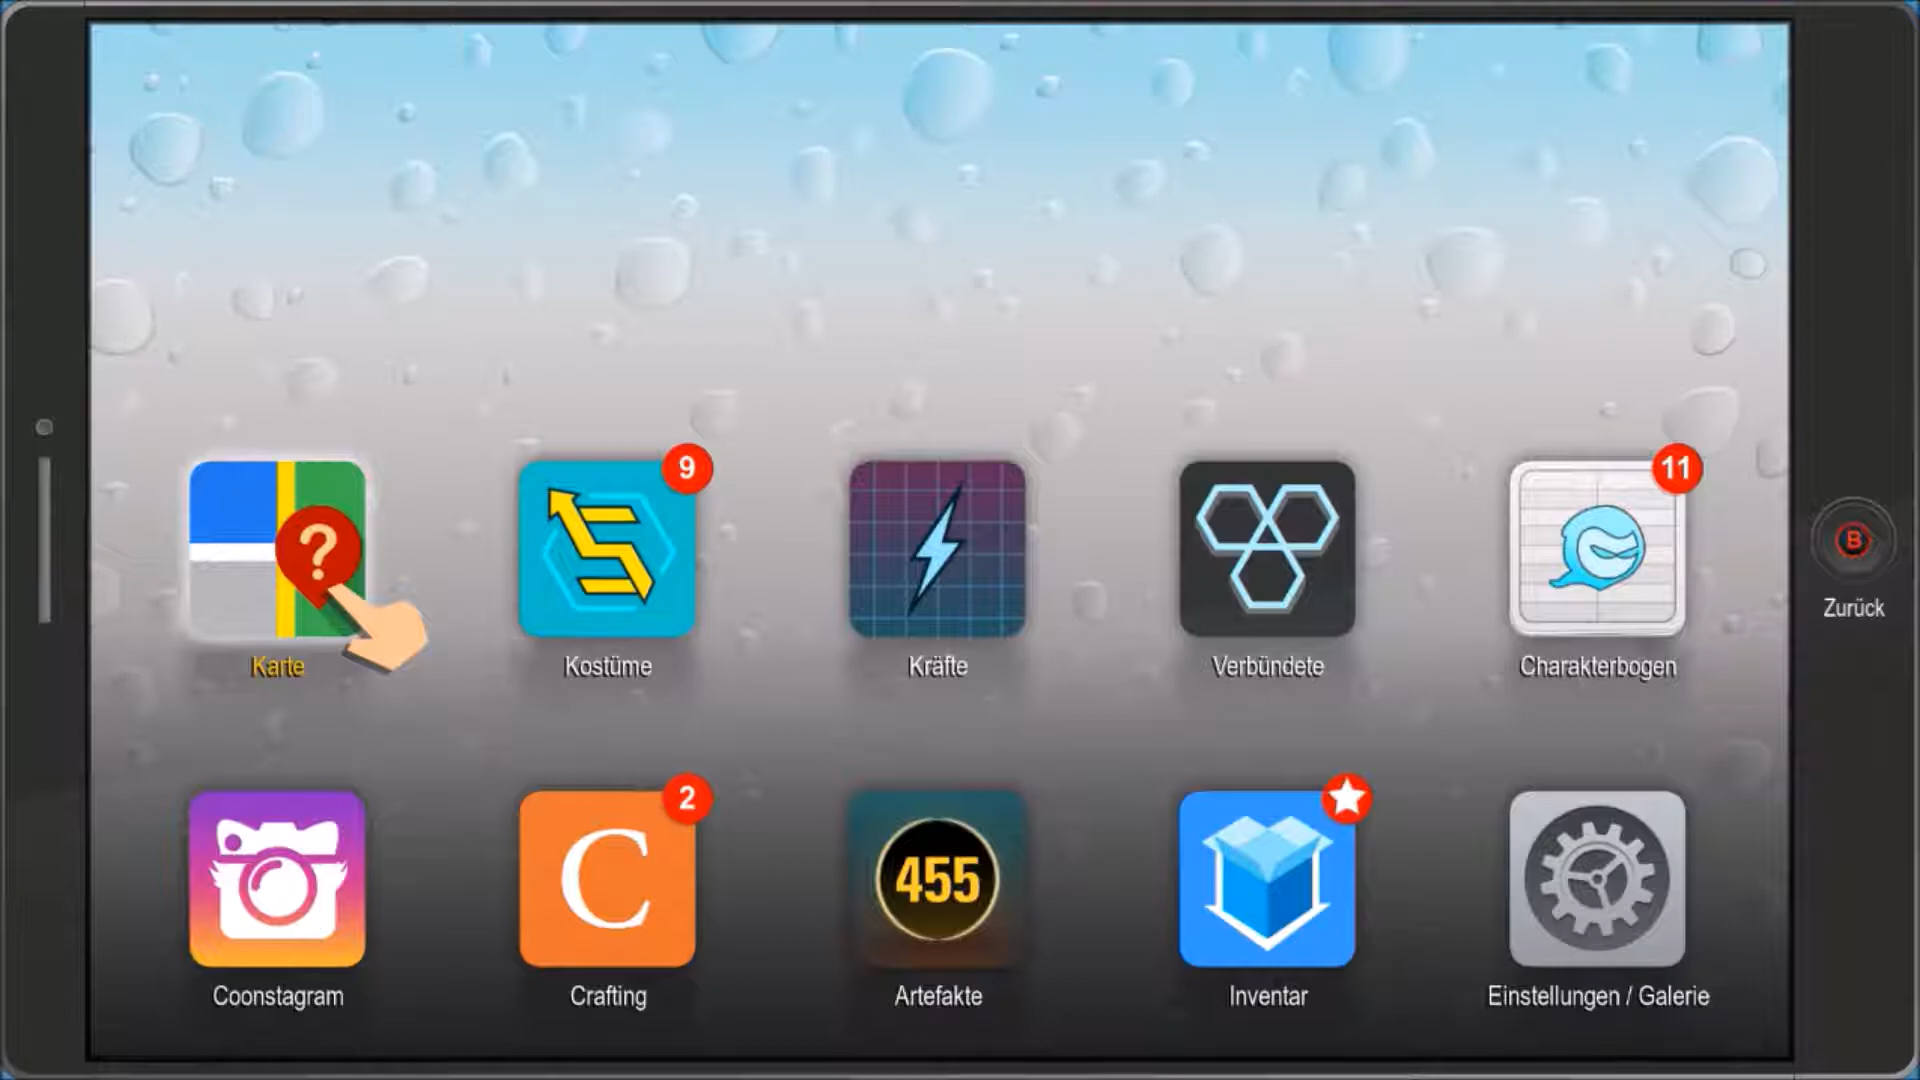 9
11
?
B
Zurück
Karte
Kostüme
Kräfte
Verbündete
Charakterbogen
2
C
455
Coonstagram
Crafting
Artefakte
Inventar
Einstellungen / Galerie